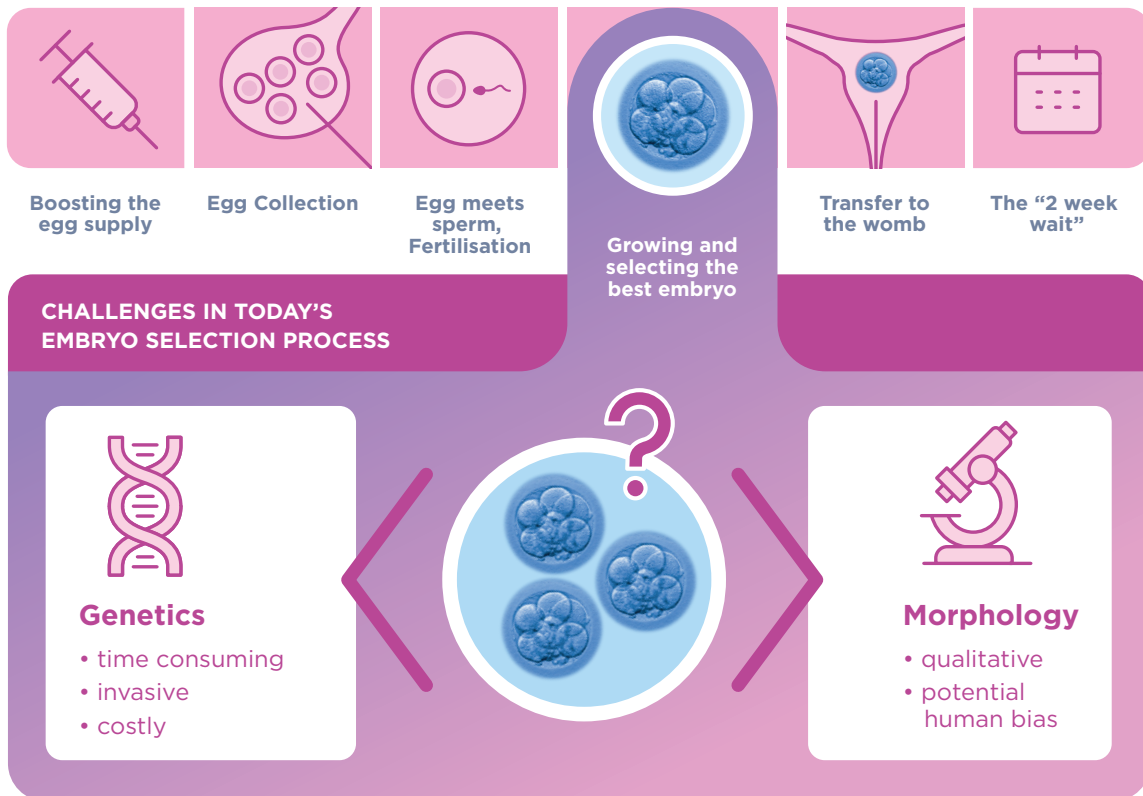 Boosting the
egg supply
Egg Collection
Egg meets
sperm,
Fertilisation
Growing and
selecting the
best embryo
Transfer to
the womb
The “2 week
wait”
CHALLENGES IN TODAY’S
EMBRYO SELECTION PROCESS
?
Genetics
• time consuming
• invasive
• costly
Morphology
• qualitative
• potential
human bias